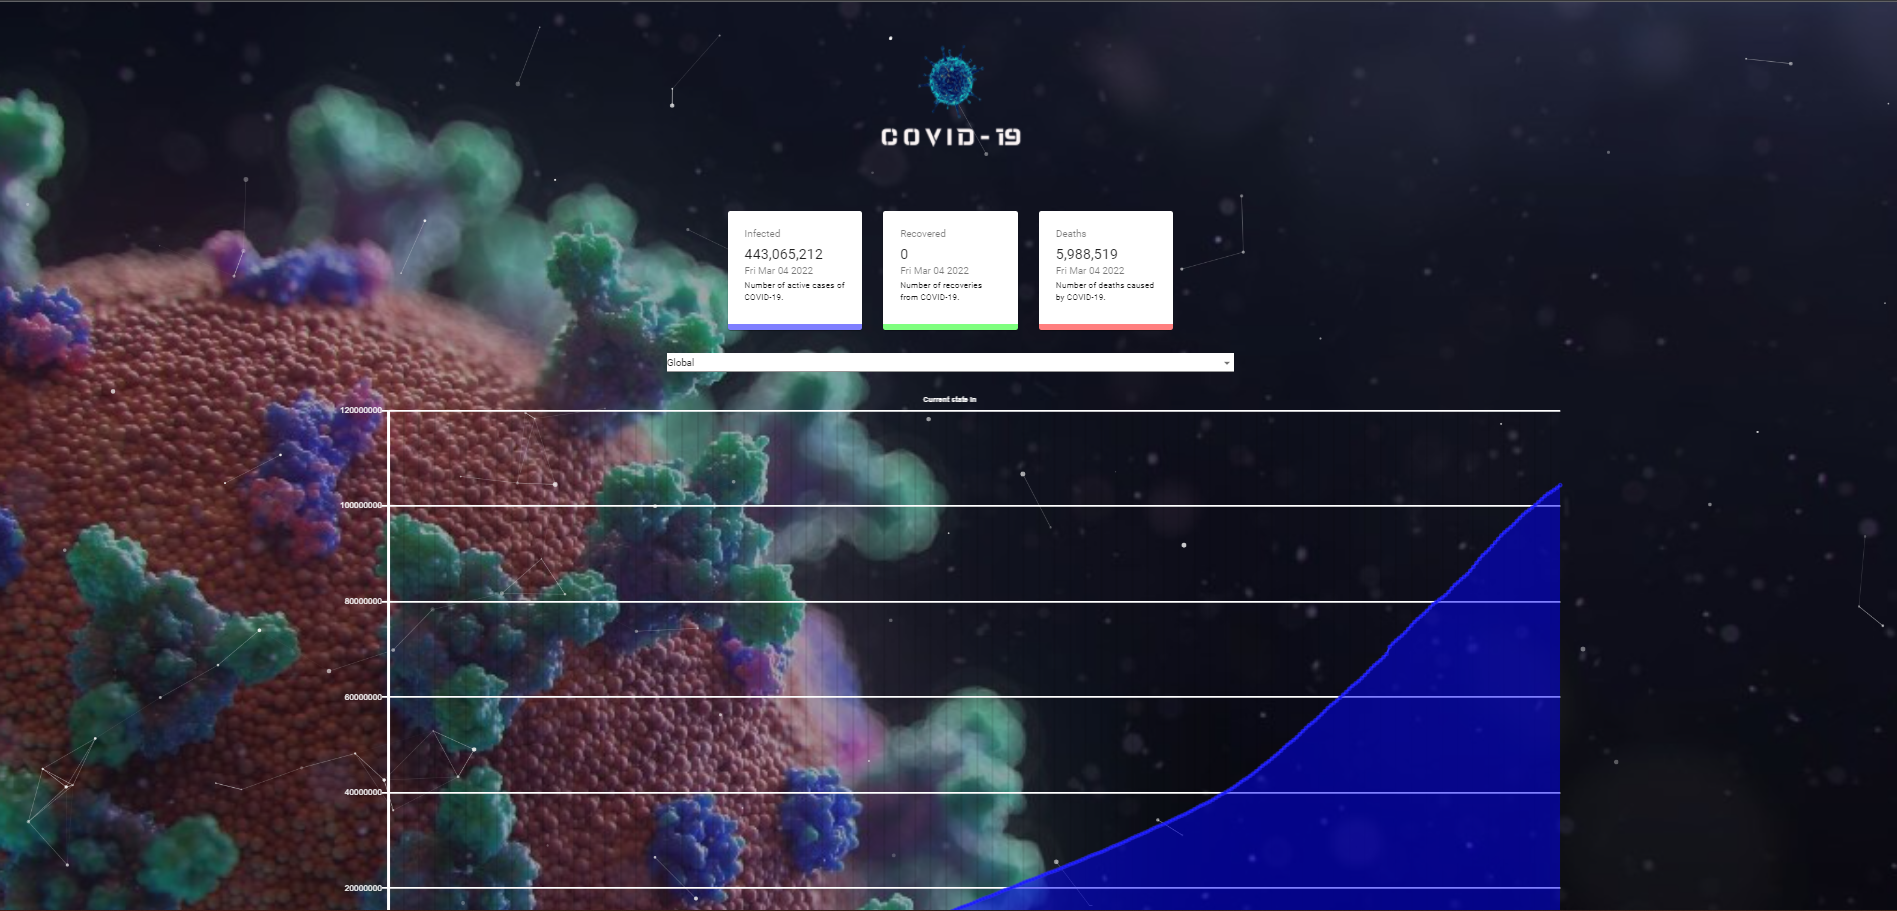 COVID-19
Infected
443,065,212
Fri Mar 04 2022
Number of active cases of
COVID-19.
Recovered
0
Fri Mar 04 2022
Number of recoveries
from COVID-19.
Deaths
5,988,519
Fri Mar 04 2022
Number of deaths caused
by COVID-19.
Global
Current state in
120000000
100000000
80000000
60000000
40000000
20000000